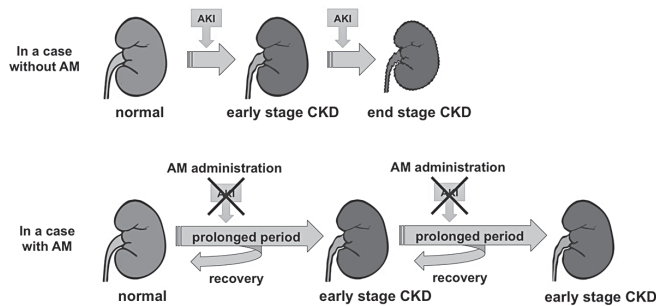 In a case
without AM
AKI
AKI
normal
early stage CKD
end stage CKD
In a case
with AM
AM administration
AKI
prolonged period
recovery
AM administration
AKI
prolonged period
recovery
normal
early stage CKD
early stage CKD